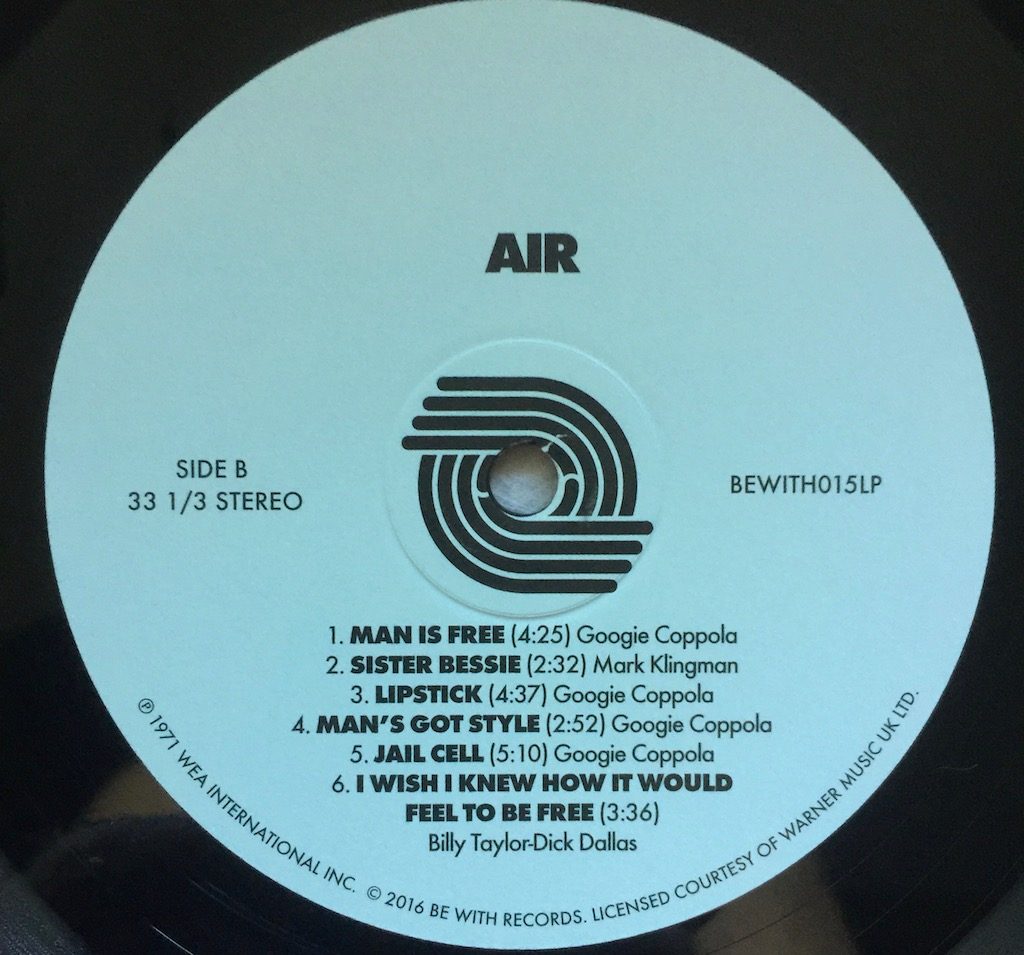 AIR
SIDE B
33 1/3 STEREO
BEWITH015LP
1. MAN IS FREE (4:25) Googie Coppola
2. SISTER BESSIE (2:32) Mark Klingman
3. LIPSTICK (4:37) Googie Coppola
4. MAN'S GOT STYLE (2:52) Googie Coppola
5. JAIL CELL (5:10) Googie Coppola
6. I WISH I KNEW HOW IT WOULD
FEEL TO BE FREE (3:36)
Billy Taylor-Dick Dallas
℗ 1971 WEA INTERNATIONAL INC. © 2016 BE WITH RECORDS. LICENSED COURTESY OF WARNER MUSIC UK LTD.